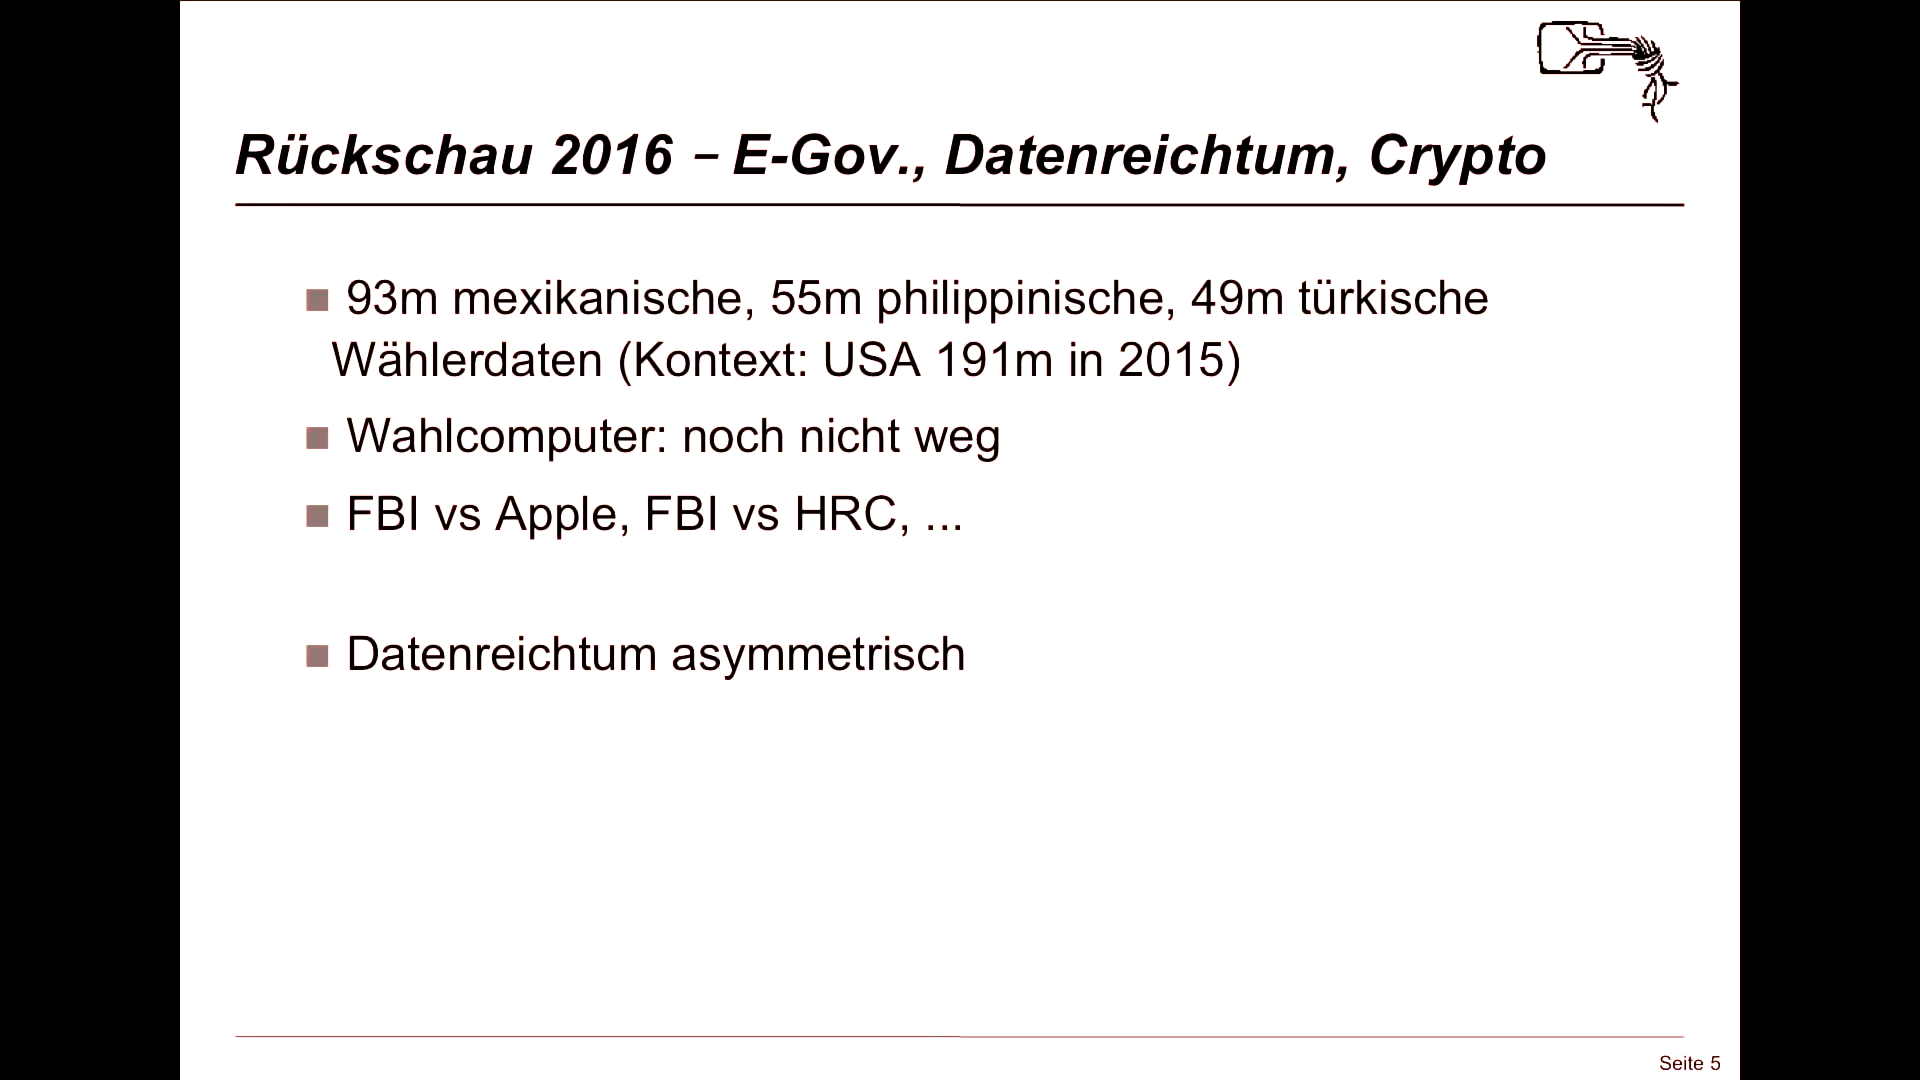 Rückschau 2016 – E-Gov., Datenreichtum, Crypto
93m mexikanische, 55m philippinische, 49m türkische
Wählerdaten (Kontext: USA 191m in 2015)
Wahlcomputer: noch nicht weg
FBI vs Apple, FBI vs HRC, ...
Datenreichtum asymmetrisch
Seite 5